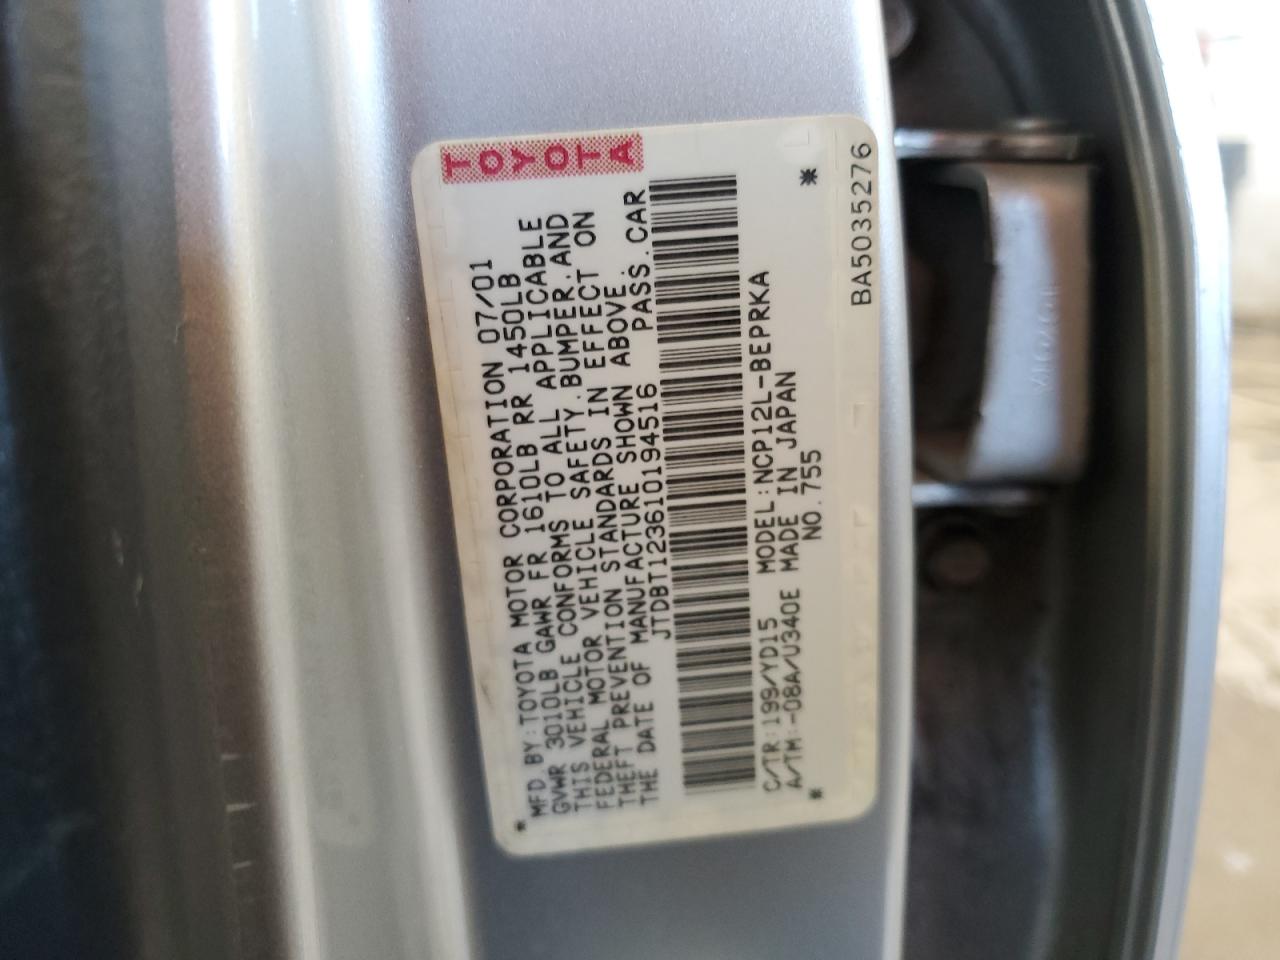 TOYOTA
*MFD.BY:TOYOTA MOTOR CORPORATION 07/01
GVWR 3010LB GAWR FR 1610LB RR 1450LB
THIS VEHICLE CONFORMS TO ALL APPLICABLE
FEDERAL MOTOR VEHICLE SAFETY,BUMPER,AND
THEFT PREVENTION STANDARDS IN EFFECT ON
THE DATE OF MANUFACTURE SHOWN ABOVE.
JTDBT123610194516 PASS.CAR
C/TR:199/YD15 MODEL:NCP12L-BEPRKA
A/TM:-08A/U340E MADE IN JAPAN
* NO.755 *
BA5035276